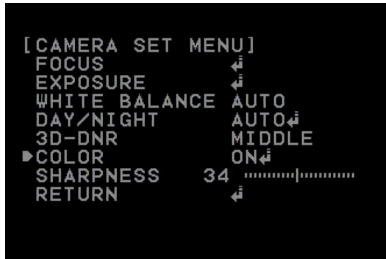 [CAMERA SET MENU]
FOCUS ↲
EXPOSURE ↲
WHITE BALANCE AUTO
DAY/NIGHT AUTO↲
3D-DNR MIDDLE
COLOR ON↲
SHARPNESS 34
RETURN ↲